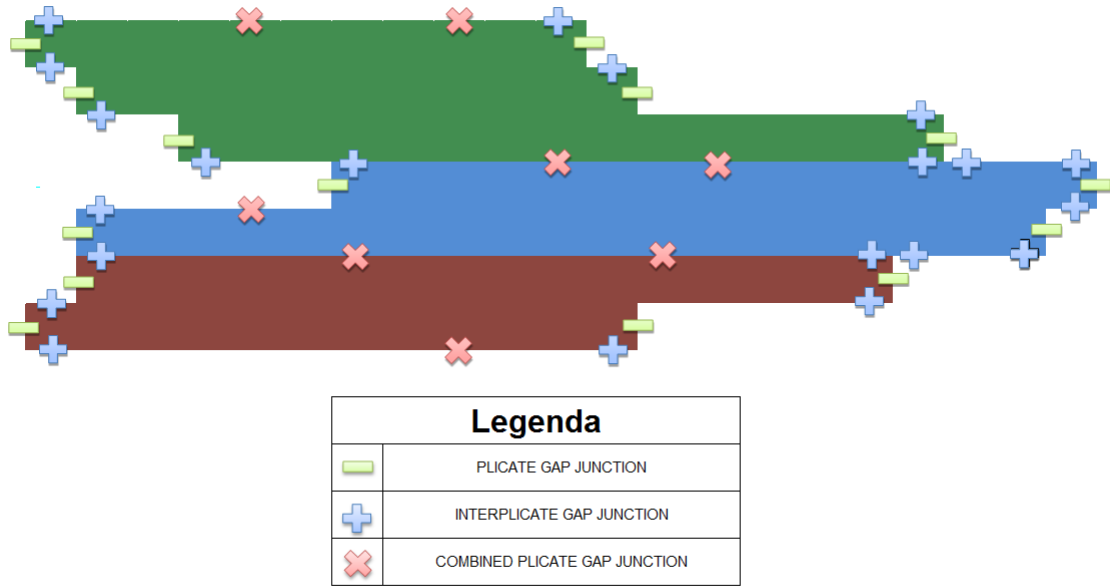 Legenda
PLICATE GAP JUNCTION
INTERPLICATE GAP JUNCTION
COMBINED PLICATE GAP JUNCTION